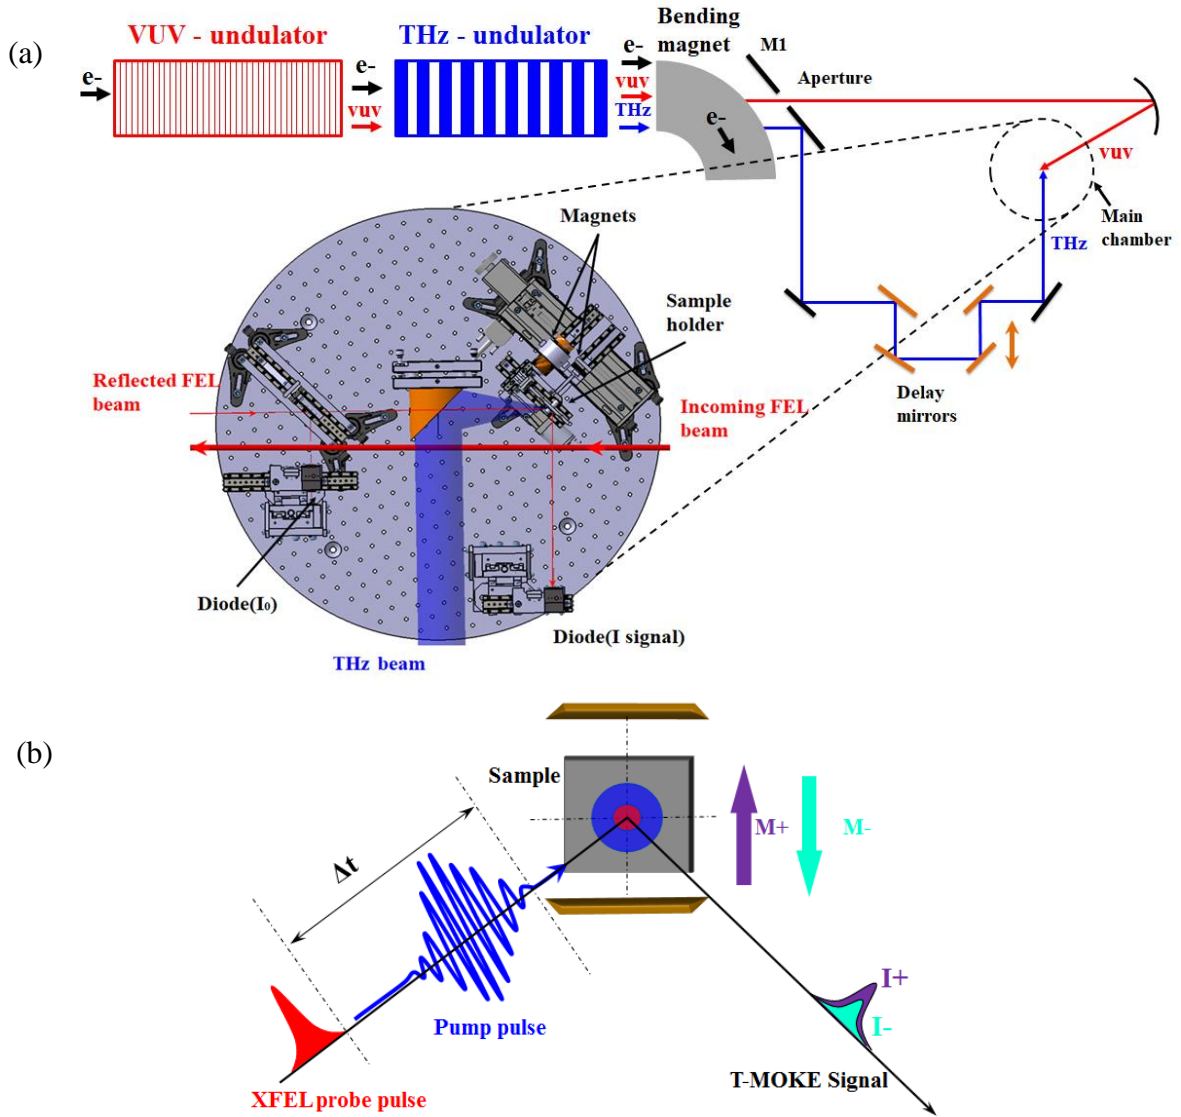 (a)
VUV - undulator
THz - undulator
Bending
magnet
e-
e-
e-
vuv
vuv
THz
e-
M1
Aperture
vuv
Main
chamber
THz
Delay
mirrors
Magnets
Sample
holder
Reflected FEL
beam
Incoming FEL
beam
Diode(I₀)
Diode(I signal)
THz beam
(b)
Sample
M+
M-
Δt
Pump pulse
I+
I-
T-MOKE Signal
XFEL probe pulse